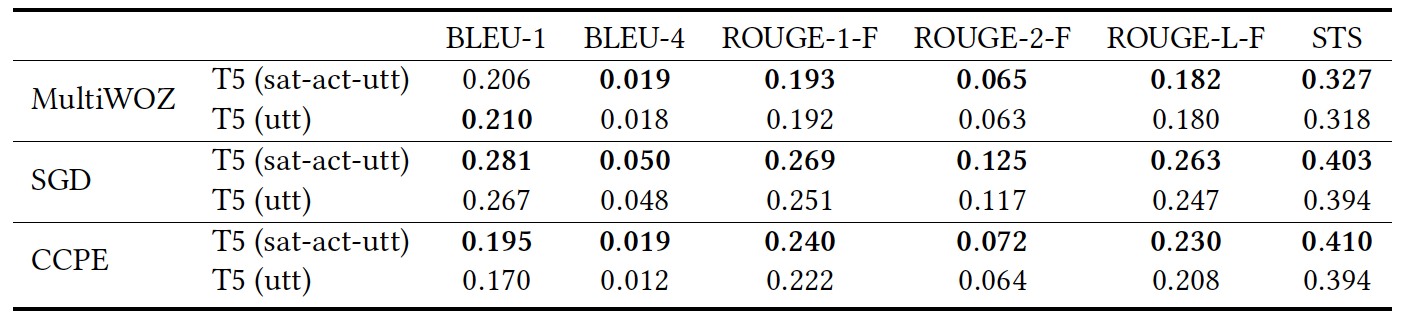 BLEU-1 BLEU-4 ROUGE-1-F ROUGE-2-F ROUGE-L-F STS
MultiWOZ T5 (sat-act-utt) 0.206 0.019 0.193 0.065 0.182 0.327
T5 (utt) 0.210 0.018 0.192 0.063 0.180 0.318
SGD T5 (sat-act-utt) 0.281 0.050 0.269 0.125 0.263 0.403
T5 (utt) 0.267 0.048 0.251 0.117 0.247 0.394
CCPE T5 (sat-act-utt) 0.195 0.019 0.240 0.072 0.230 0.410
T5 (utt) 0.170 0.012 0.222 0.064 0.208 0.394